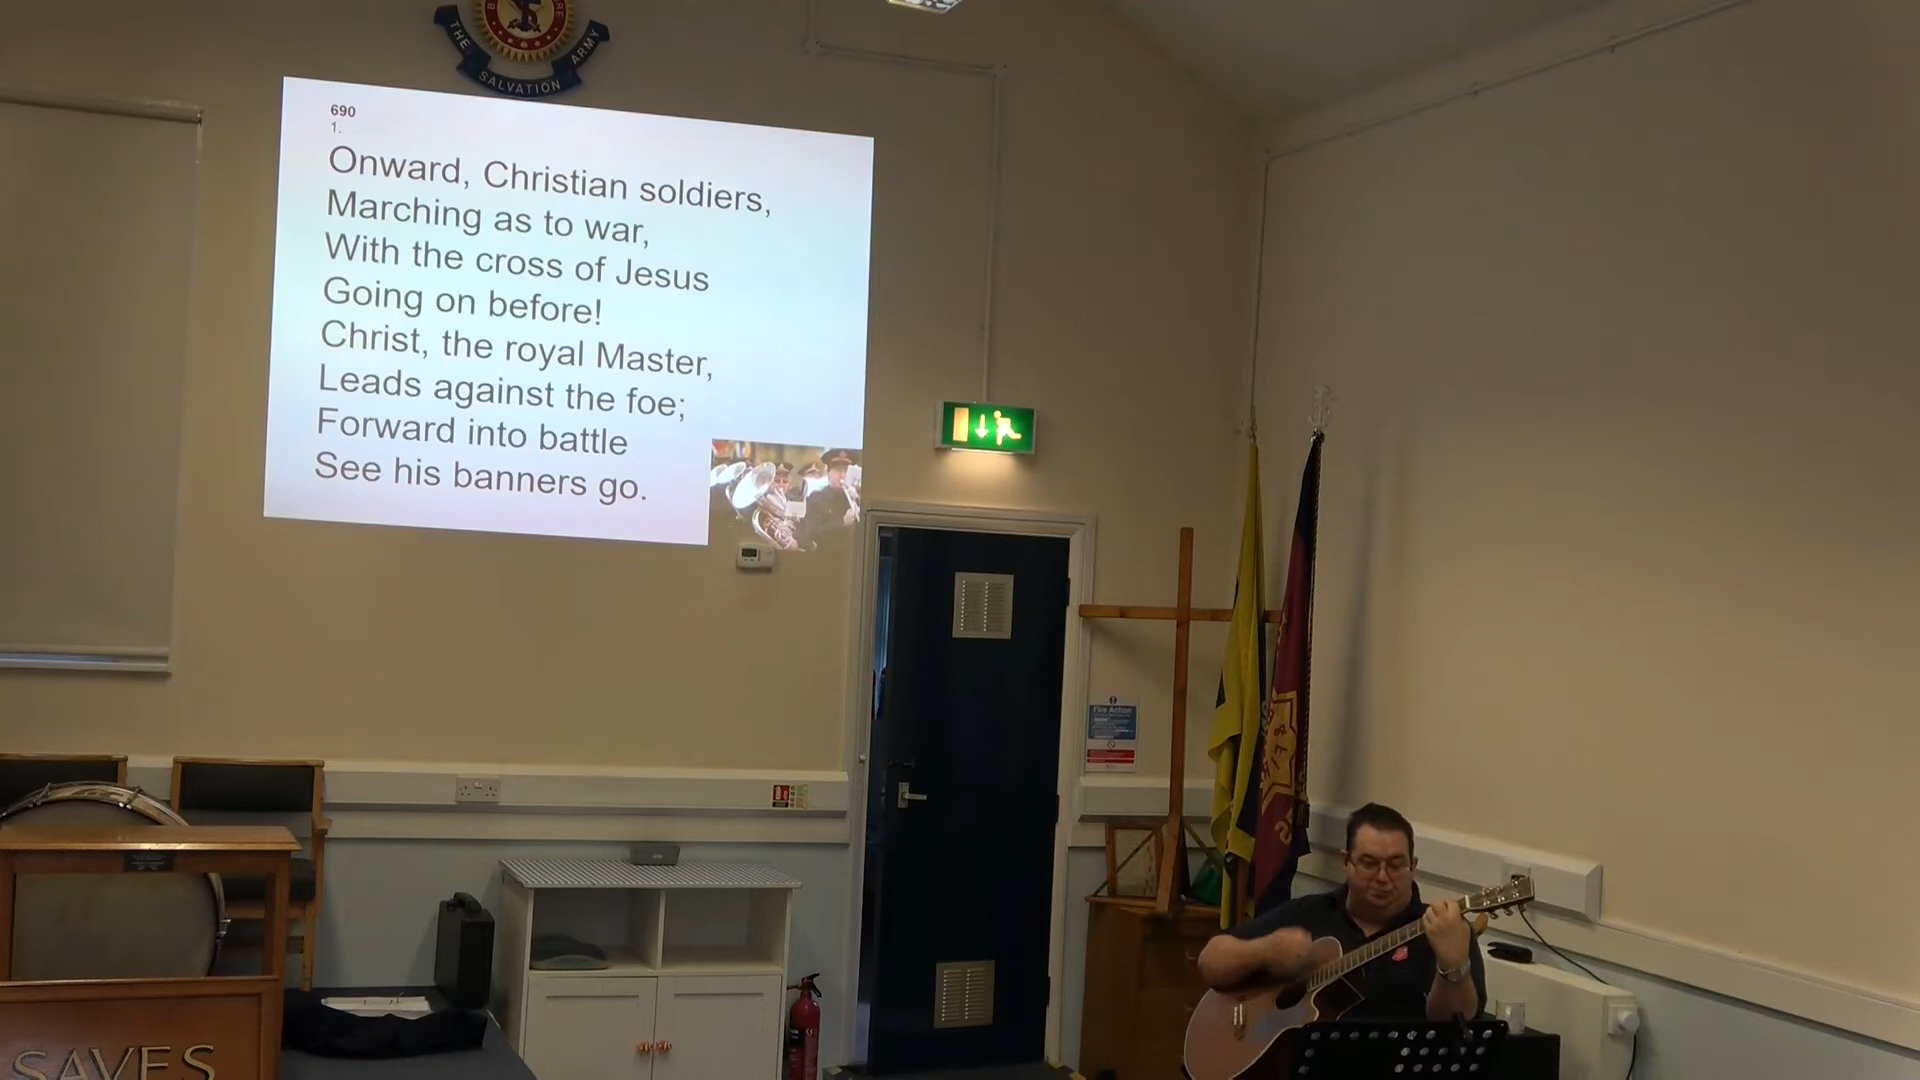 THE SALVATION ARMY
690
1.
Onward, Christian soldiers,
Marching as to war,
With the cross of Jesus
Going on before!
Christ, the royal Master,
Leads against the foe;
Forward into battle
See his banners go.
Fire Action
SAVES